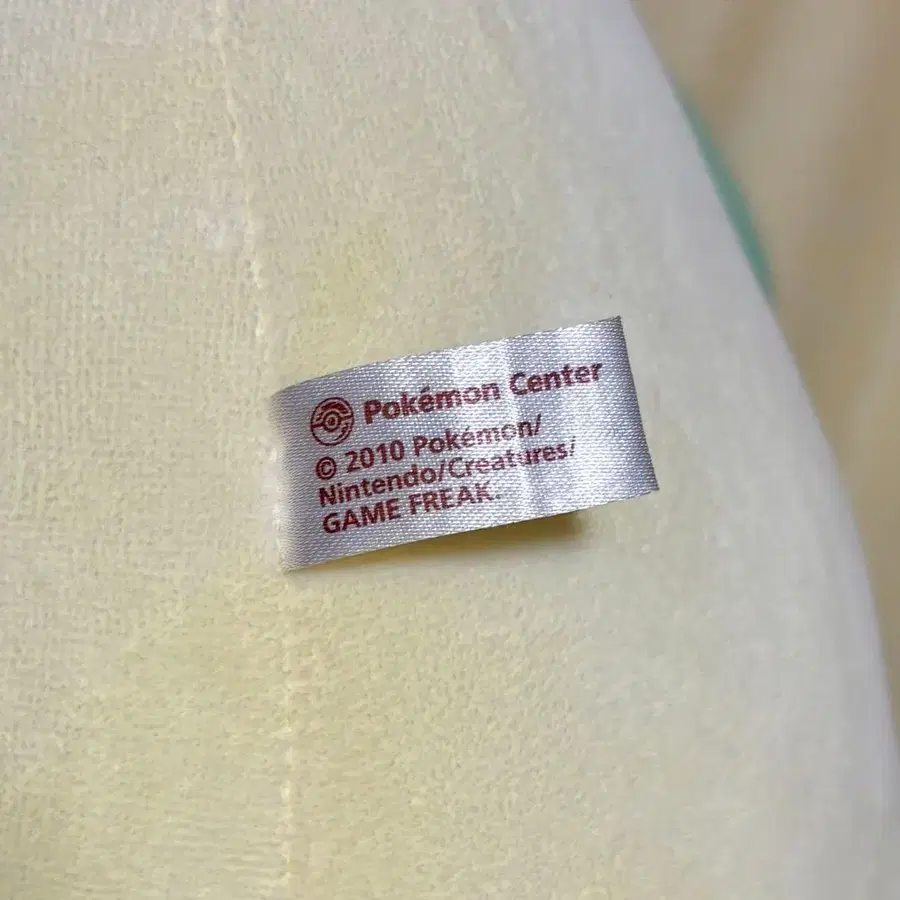 Pokémon Center
© 2010 Pokémon/
Nintendo/Creatures/
GAME FREAK.